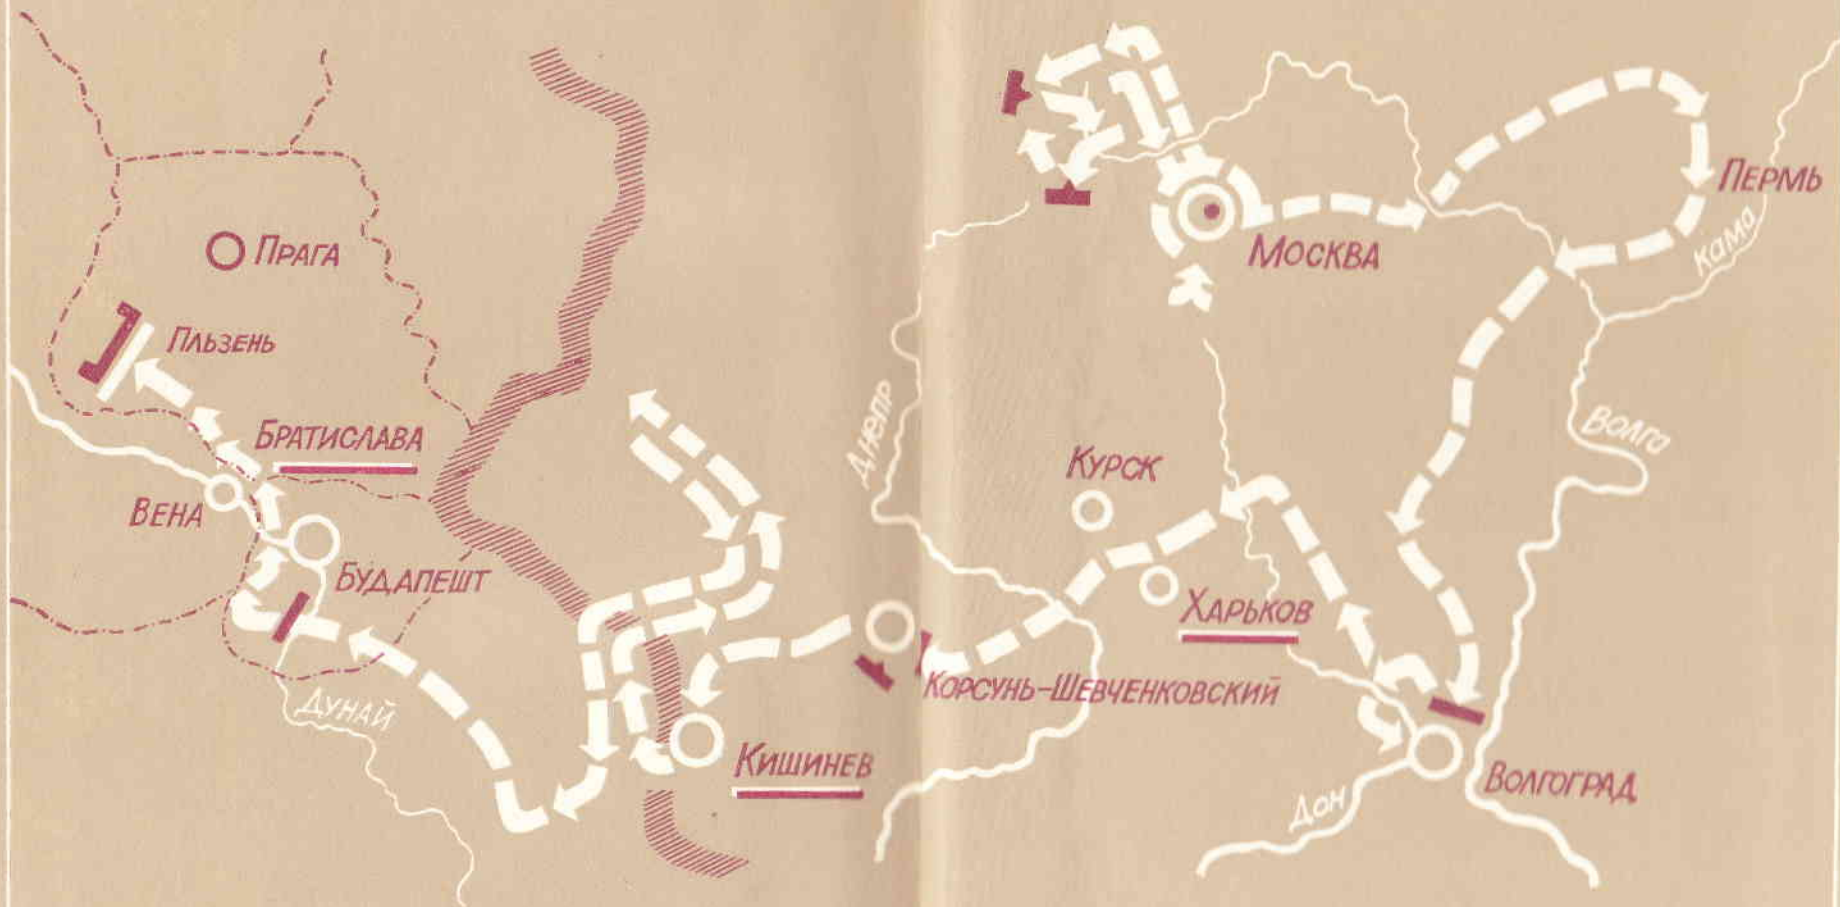 Пермь
Кама
Москва
Прага
Пльзень
Днепр
Волга
Братислава
Курск
Вена
Будапешт
Харьков
Корсунь-Шевченковский
Дунай
Кишинев
Волгоград
Дон